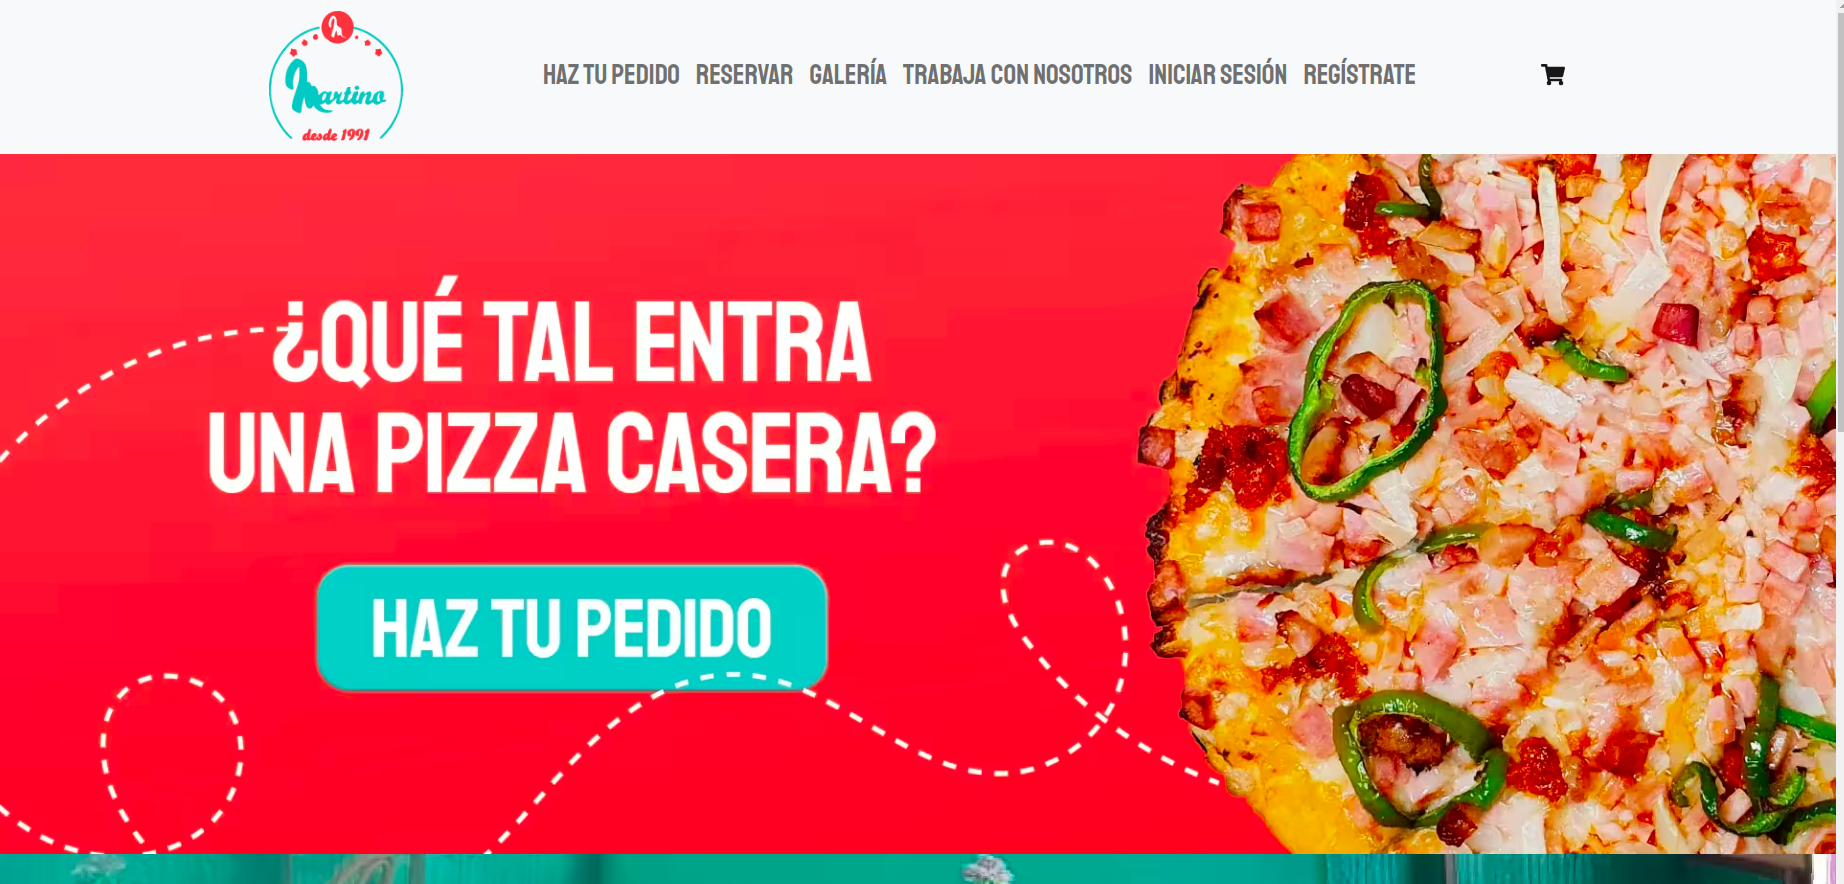 Martino
desde 1991
HAZ TU PEDIDO RESERVAR GALERÍA TRABAJA CON NOSOTROS INICIAR SESIÓN REGÍSTRATE
¿QUÉ TAL ENTRA
UNA PIZZA CASERA?
HAZ TU PEDIDO